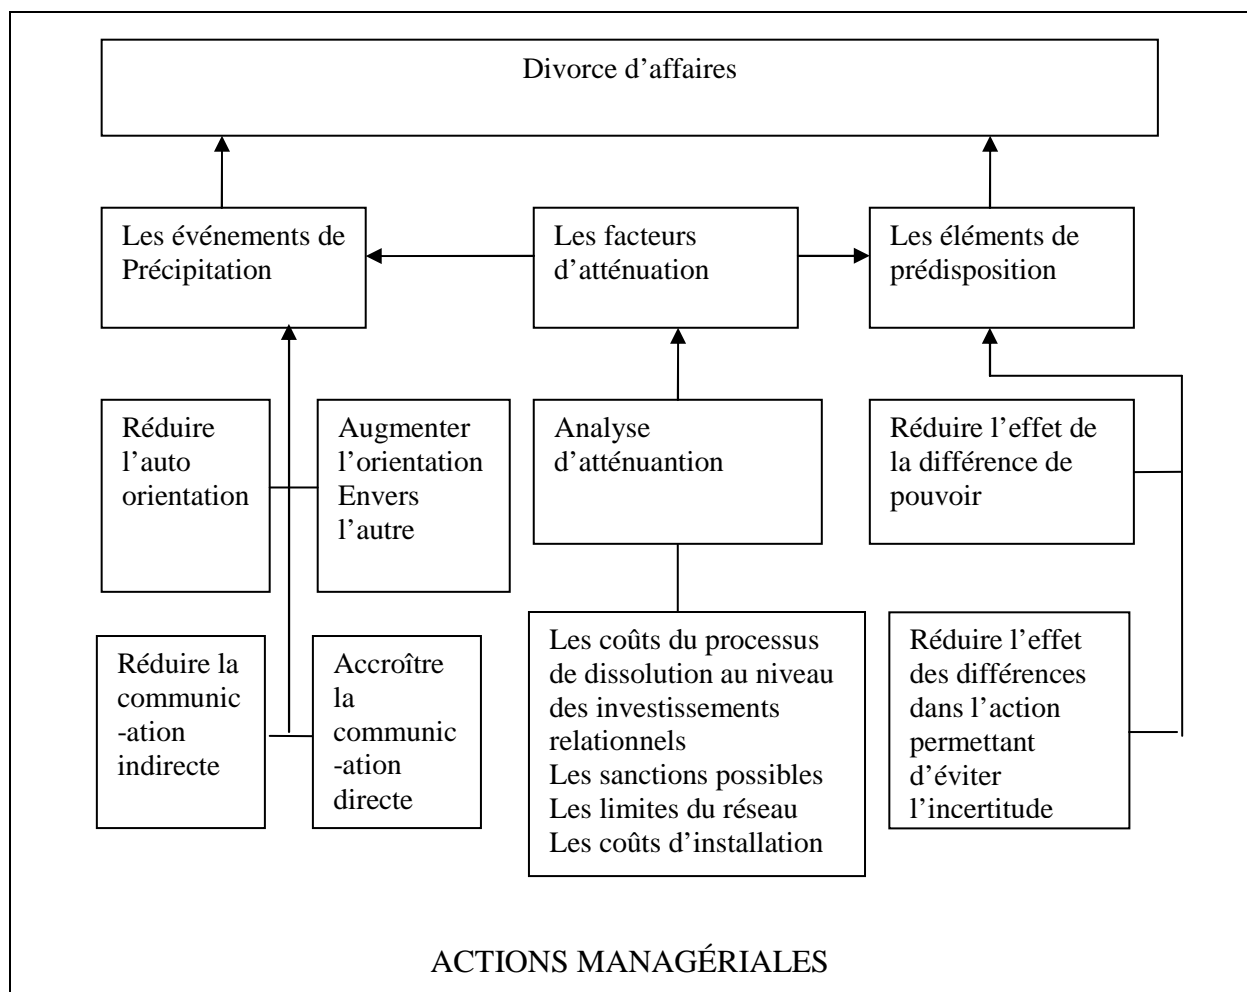 Divorce d'affaires
Les événements de
Précipitation
Les facteurs
d'atténuation
Les éléments de
prédisposition
Réduire
l'auto
orientation
Augmenter
l'orientation
Envers
l'autre
Analyse
d'atténuantion
Réduire l'effet de
la différence de
pouvoir
Réduire la
communic
-ation
indirecte
Accroître
la
communic
-ation
directe
Les coûts du processus
de dissolution au niveau
des investissements
relationnels
Les sanctions possibles
Les limites du réseau
Les coûts d'installation
Réduire l'effet
des différences
dans l'action
permettant
d'éviter
l'incertitude
ACTIONS MANAGÉRIALES